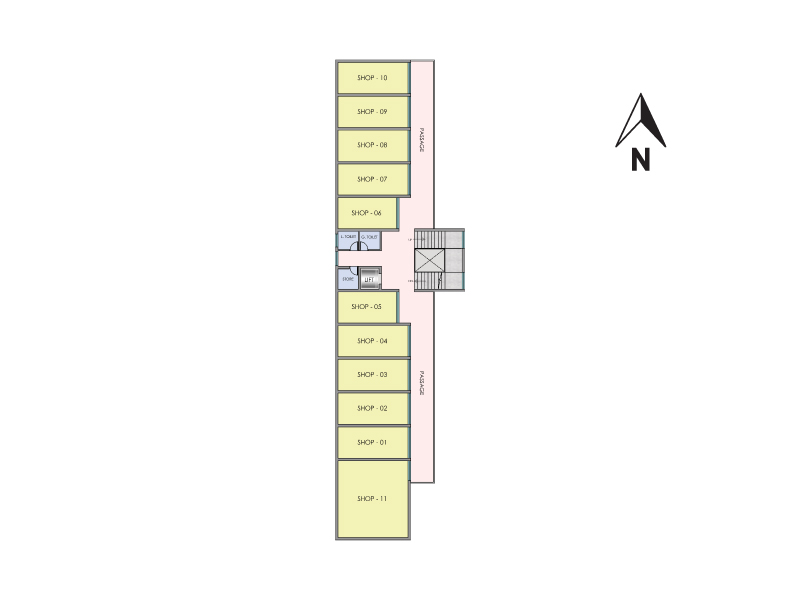 SHOP - 10
SHOP - 09
PASSAGE
SHOP - 08
N
SHOP - 07
SHOP - 06
L. TOILET
G. TOILET
STORE
LIFT
SHOP - 05
SHOP - 04
SHOP - 03
PASSAGE
SHOP - 02
SHOP - 01
SHOP - 11